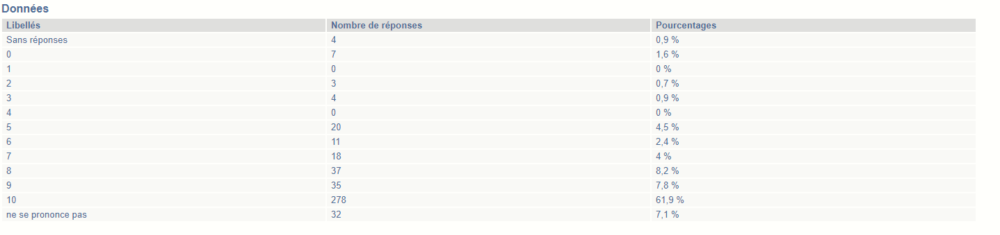 Données
Libellés Nombre de réponses Pourcentages
Sans réponses 4 0,9 %
0 7 1,6 %
1 0 0 %
2 3 0,7 %
3 4 0,9 %
4 0 0 %
5 20 4,5 %
6 11 2,4 %
7 18 4 %
8 37 8,2 %
9 35 7,8 %
10 278 61,9 %
ne se prononce pas 32 7,1 %